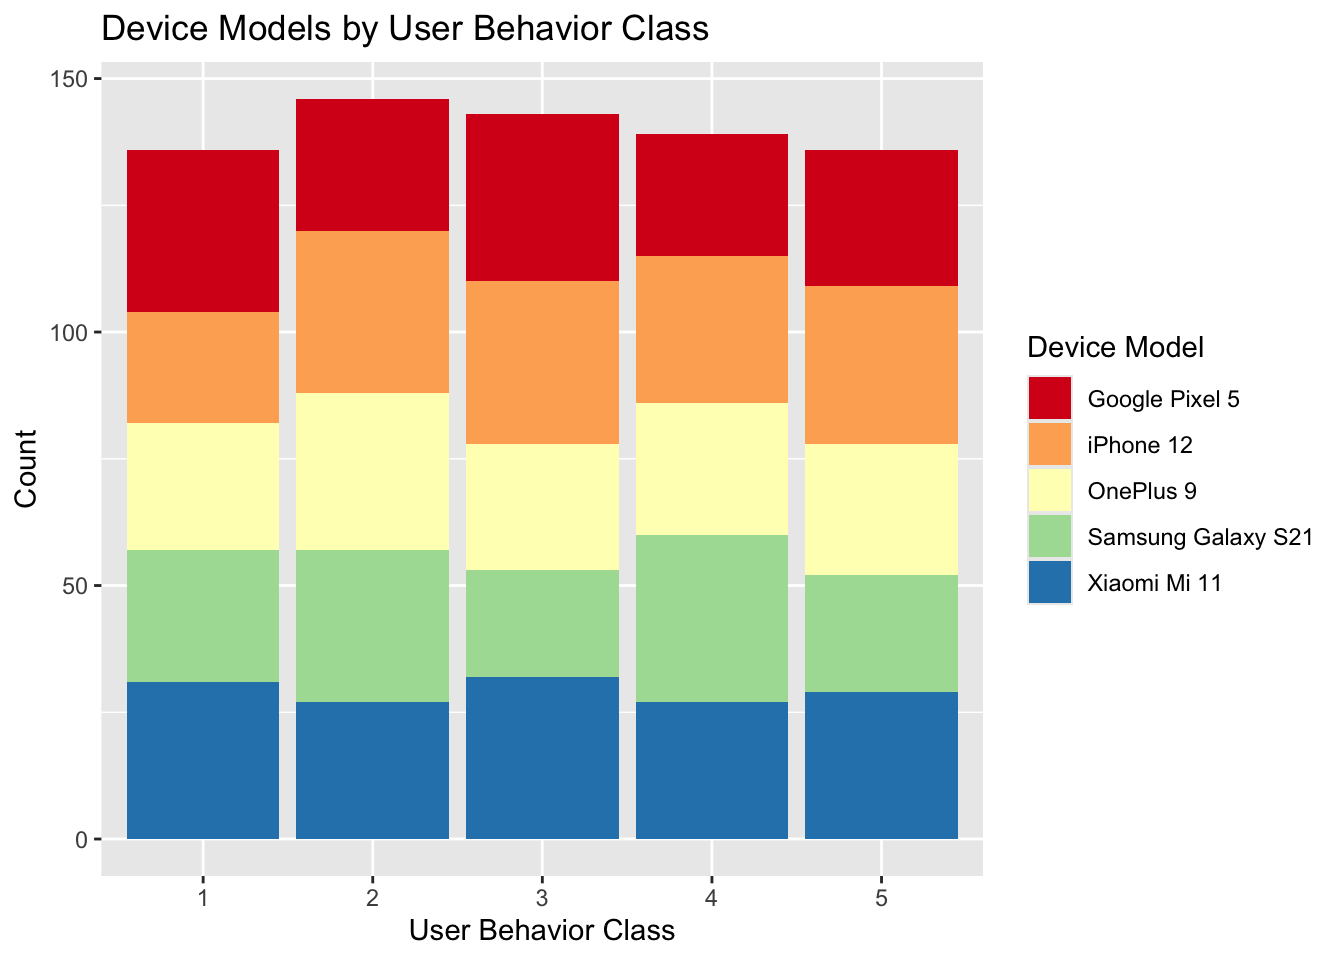 Device Models by User Behavior Class
150
100
50
0
Count
1 2 3 4 5
User Behavior Class
Device Model
Google Pixel 5
iPhone 12
OnePlus 9
Samsung Galaxy S21
Xiaomi Mi 11